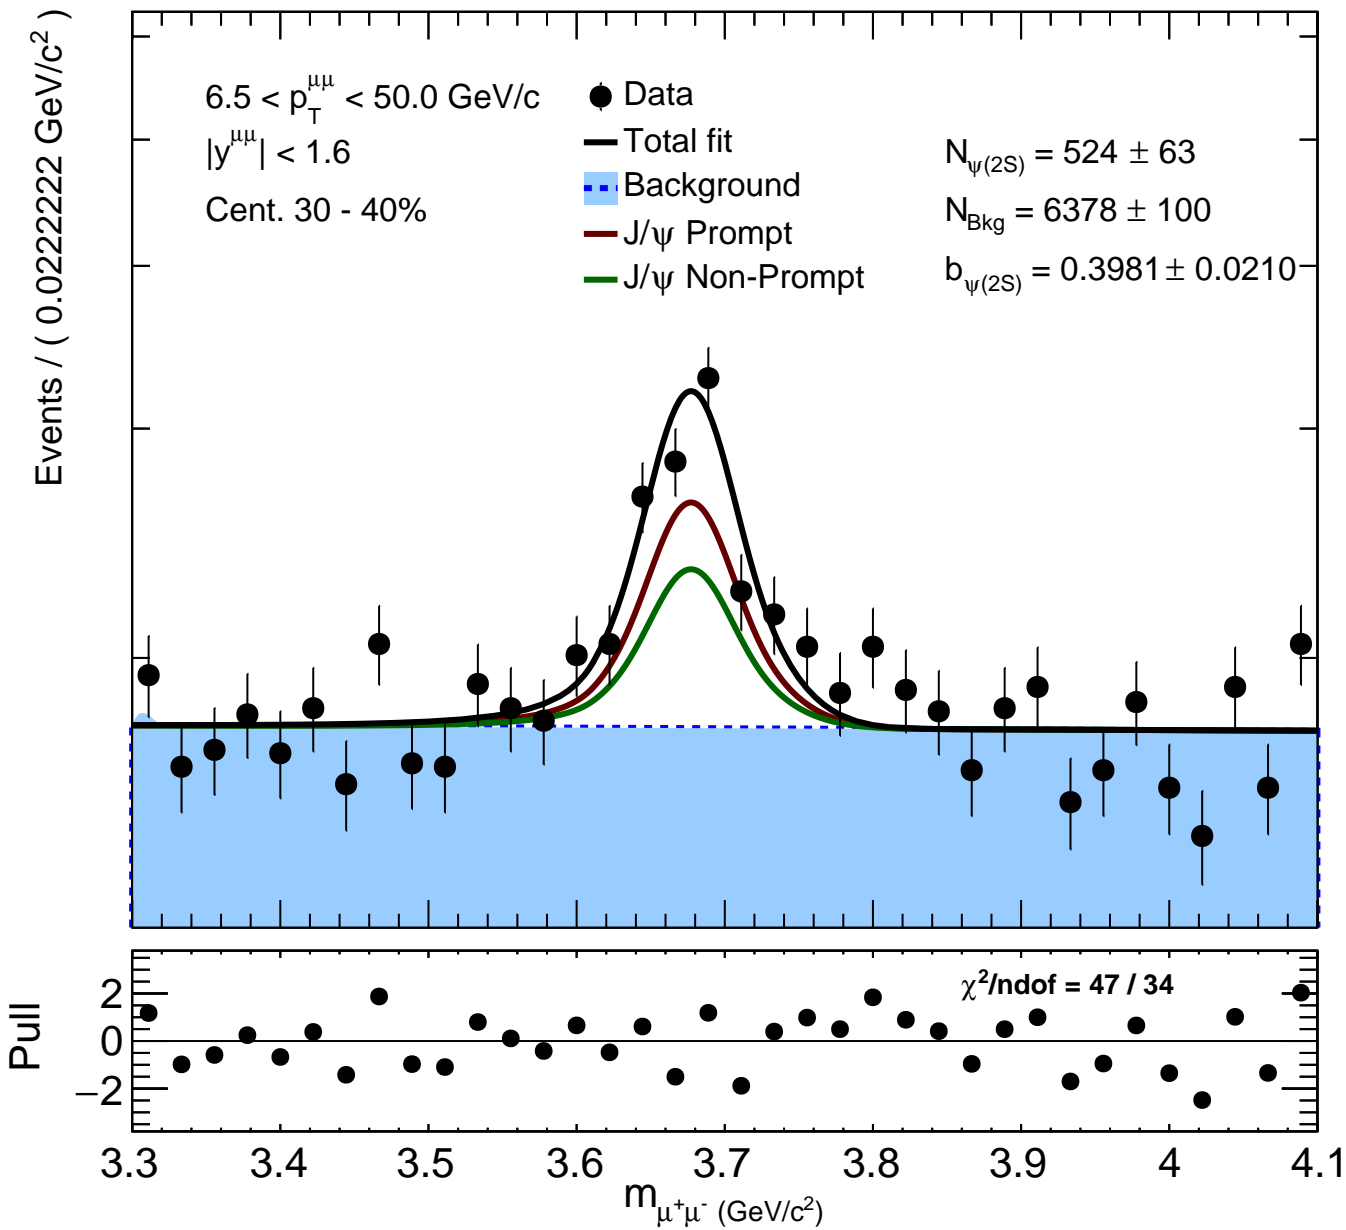 Events / ( 0.0222222 GeV/c²)
6.5 < p_T^μμ < 50.0 GeV/c
|y^μμ| < 1.6
Cent. 30 - 40%
Data
Total fit
Background
J/ψ Prompt
J/ψ Non-Prompt
N_ψ(2S) = 524 ± 63
N_Bkg = 6378 ± 100
b_ψ(2S) = 0.3981 ± 0.0210
χ²/ndof = 47 / 34
Pull
2
0
−2
3.3 3.4 3.5 3.6 3.7 3.8 3.9 4 4.1
m_μ⁺μ⁻ (GeV/c²)